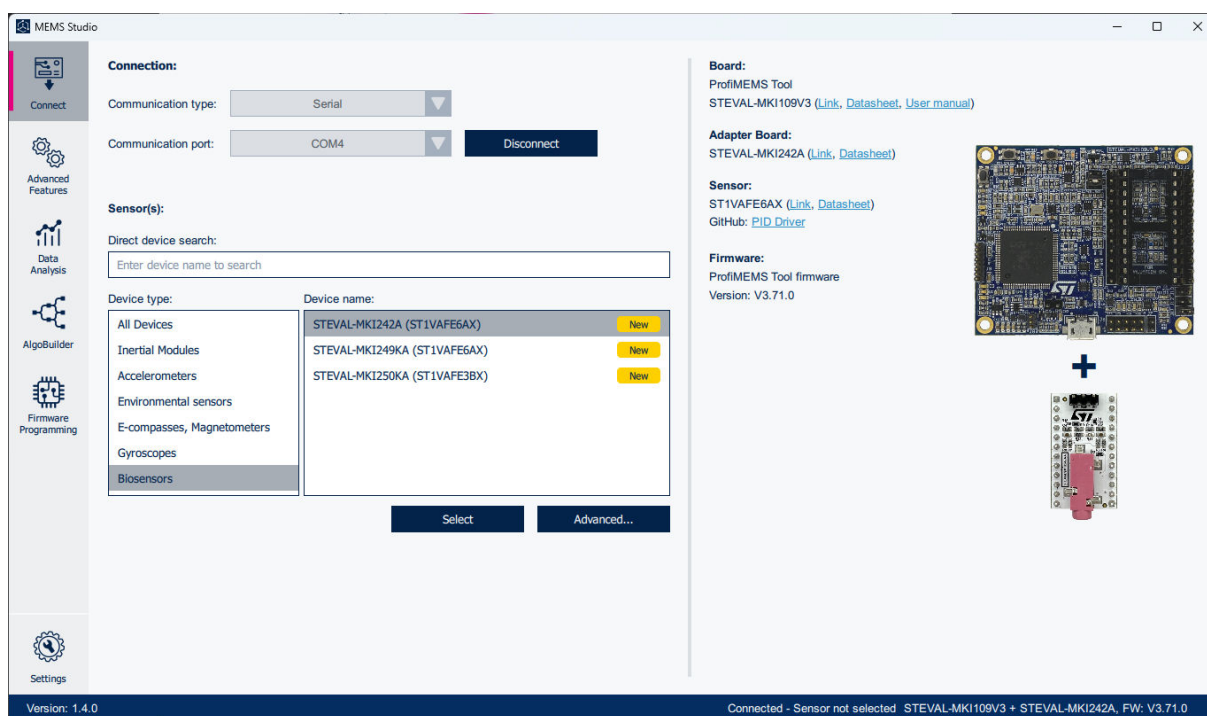 MEMS Studio
Connect
Advanced
Features
Data
Analysis
AlgoBuilder
Firmware
Programming
Settings
Connection:
Communication type:
Serial
Communication port:
COM4
Disconnect
Sensor(s):
Direct device search:
Enter device name to search
Device type:
All Devices
Inertial Modules
Accelerometers
Environmental sensors
E-compasses, Magnetometers
Gyroscopes
Biosensors
Device name:
STEVAL-MKI242A (ST1VAFE6AX) New
STEVAL-MKI249KA (ST1VAFE6AX) New
STEVAL-MKI250KA (ST1VAFE3BX) New
Select
Advanced...
Board:
ProfiMEMS Tool
STEVAL-MKI109V3 (Link, Datasheet, User manual)
Adapter Board:
STEVAL-MKI242A (Link, Datasheet)
Sensor:
ST1VAFE6AX (Link, Datasheet)
GitHub: PID Driver
Firmware:
ProfiMEMS Tool firmware
Version: V3.71.0
ST
ST
Version: 1.4.0
Connected - Sensor not selected STEVAL-MKI109V3 + STEVAL-MKI242A, FW: V3.71.0